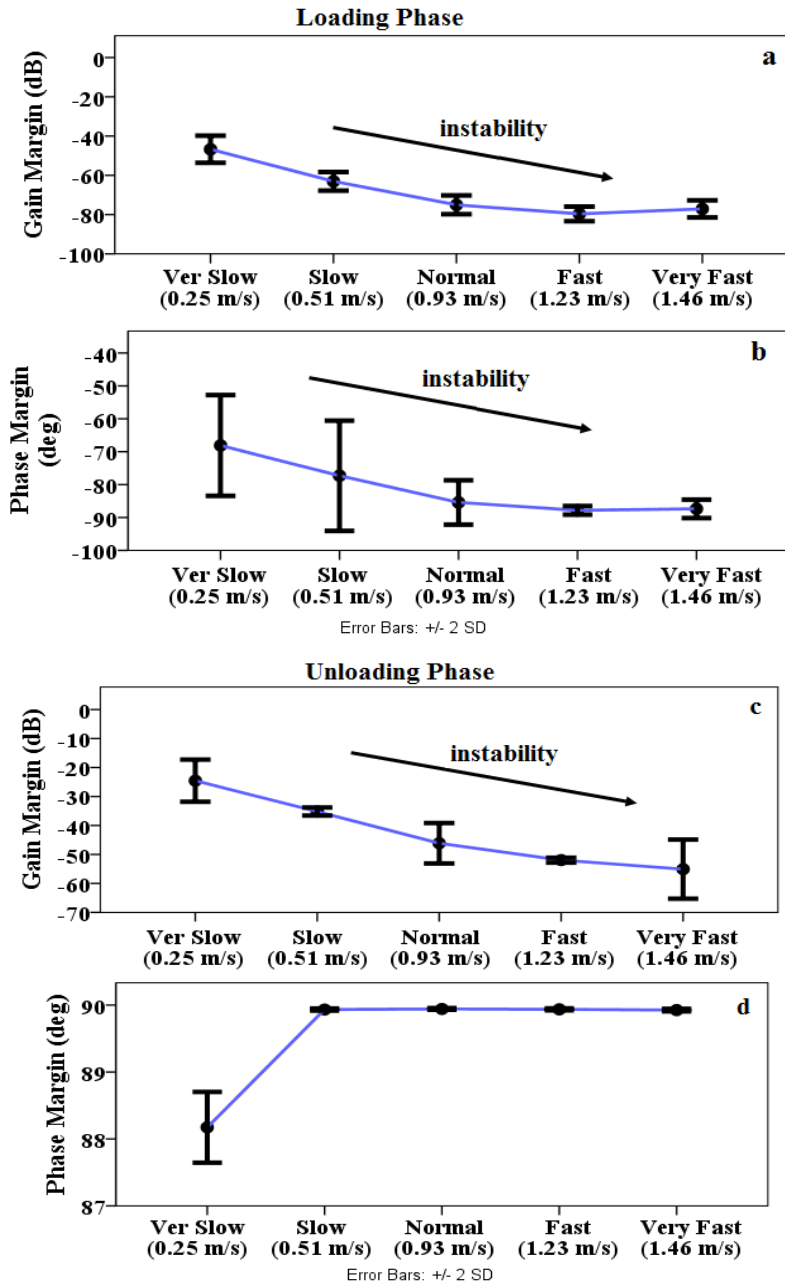 Loading Phase
a
Gain Margin (dB)
0
-20
-40
-60
-80
-100
instability
Ver Slow Slow Normal Fast Very Fast
(0.25 m/s) (0.51 m/s) (0.93 m/s) (1.23 m/s) (1.46 m/s)
b
Phase Margin
(deg)
-40
-50
-60
-70
-80
-90
-100
instability
Ver Slow Slow Normal Fast Very Fast
(0.25 m/s) (0.51 m/s) (0.93 m/s) (1.23 m/s) (1.46 m/s)
Error Bars: +/- 2 SD
Unloading Phase
c
Gain Margin (dB)
0
-10
-20
-30
-40
-50
-60
-70
instability
Ver Slow Slow Normal Fast Very Fast
(0.25 m/s) (0.51 m/s) (0.93 m/s) (1.23 m/s) (1.46 m/s)
d
Phase Margin (deg)
90
89
88
87
Ver Slow Slow Normal Fast Very Fast
(0.25 m/s) (0.51 m/s) (0.93 m/s) (1.23 m/s) (1.46 m/s)
Error Bars: +/- 2 SD